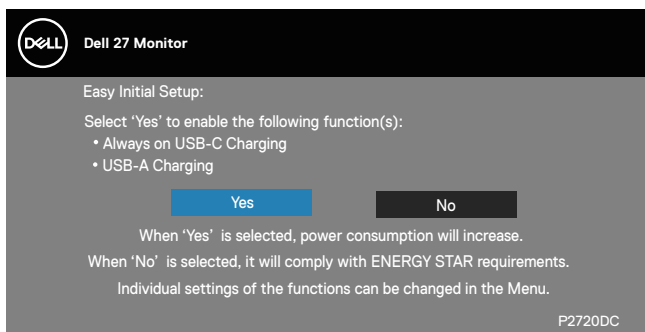 DELL
Dell 27 Monitor
Easy Initial Setup:
Select ‘Yes’ to enable the following function(s):
• Always on USB-C Charging
• USB-A Charging
Yes No
When ‘Yes’ is selected, power consumption will increase.
When ‘No’ is selected, it will comply with ENERGY STAR requirements.
Individual settings of the functions can be changed in the Menu.
P2720DC